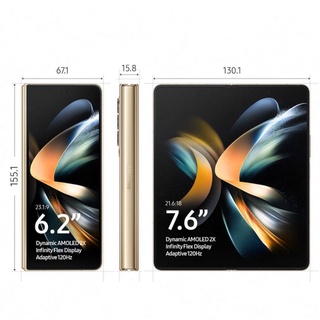 67.1
15.8
130.1
155.1
23.1:9
6.2”
Dynamic AMOLED 2X
Infinity Flex Display
Adaptive 120Hz
21.6:18
7.6”
Dynamic AMOLED 2X
Infinity Flex Display
Adaptive 120Hz